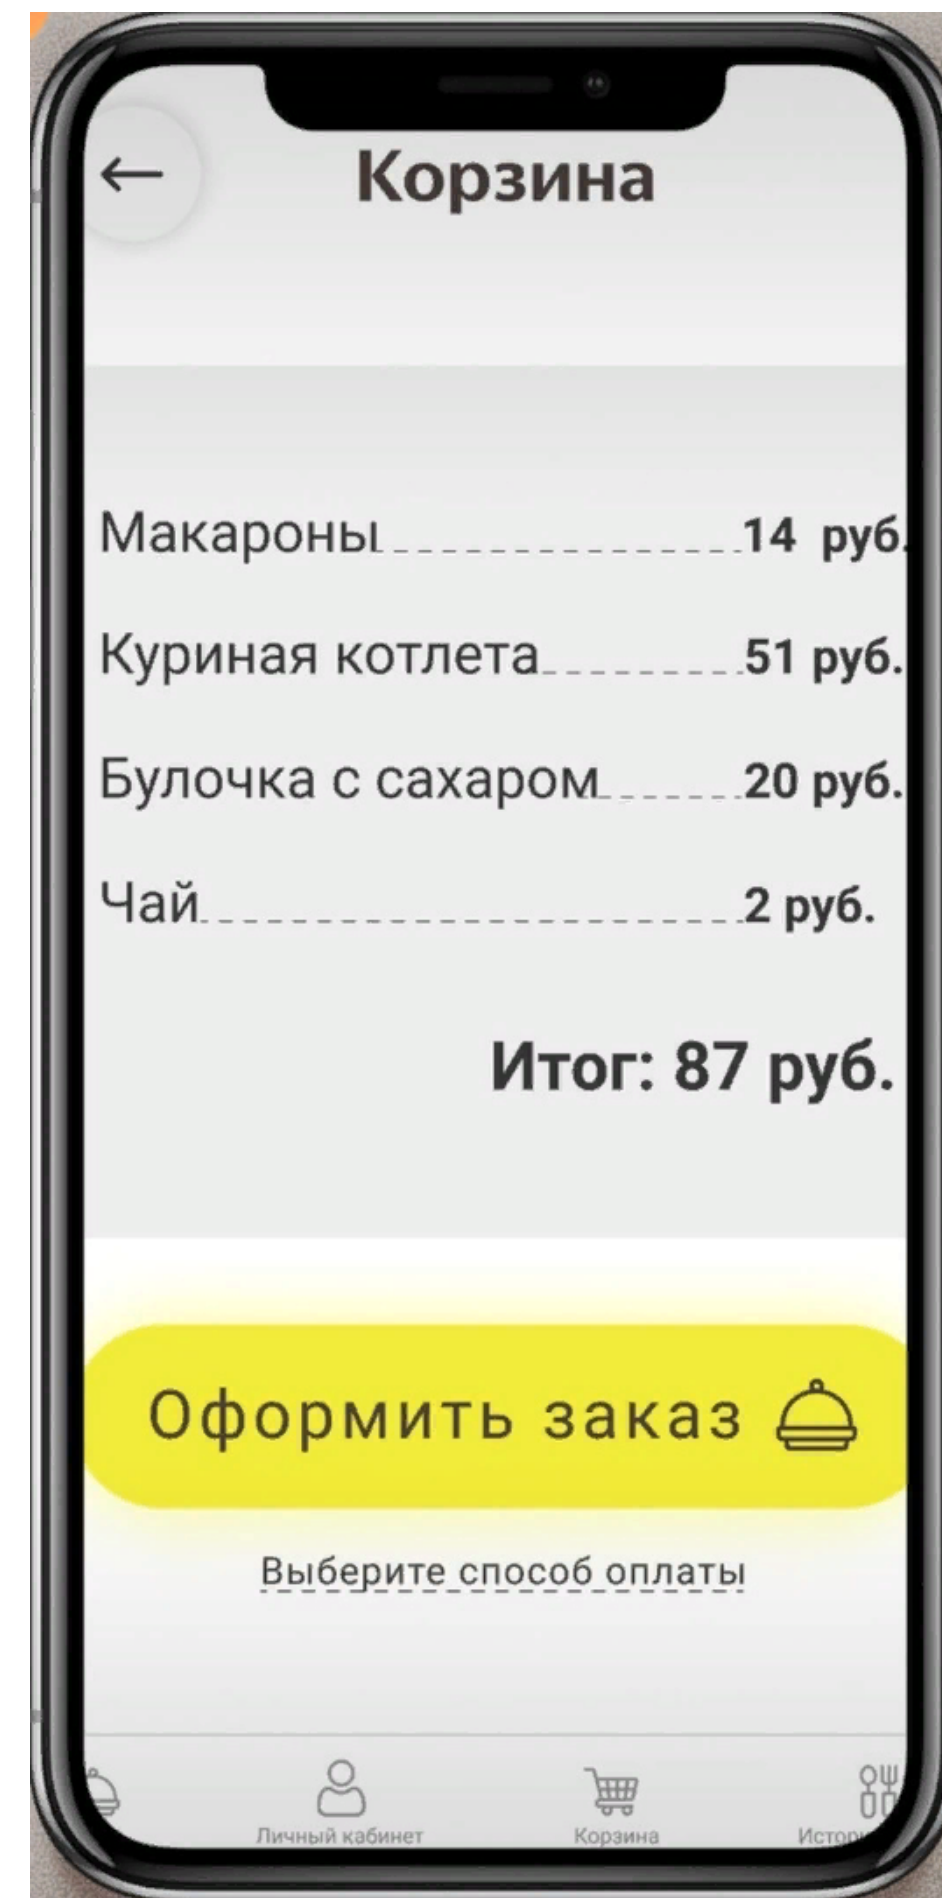 Корзина
Макароны 14 руб.
Куриная котлета 51 руб.
Булочка с сахаром 20 руб.
Чай 2 руб.
Итог: 87 руб.
Оформить заказ
Выберите способ оплаты
Личный кабинет Корзина